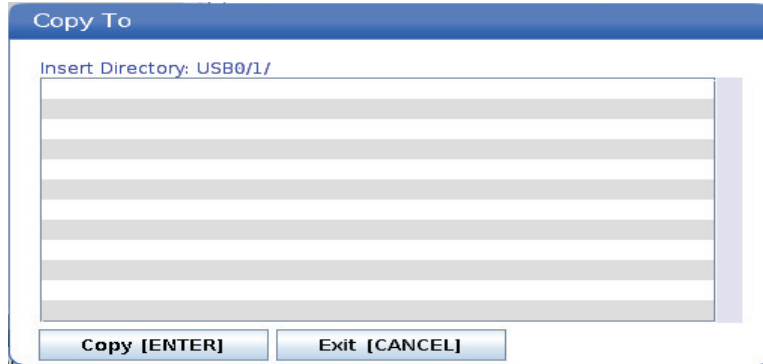 Copy To
Insert Directory: USB0/1/
Copy [ENTER]
Exit [CANCEL]